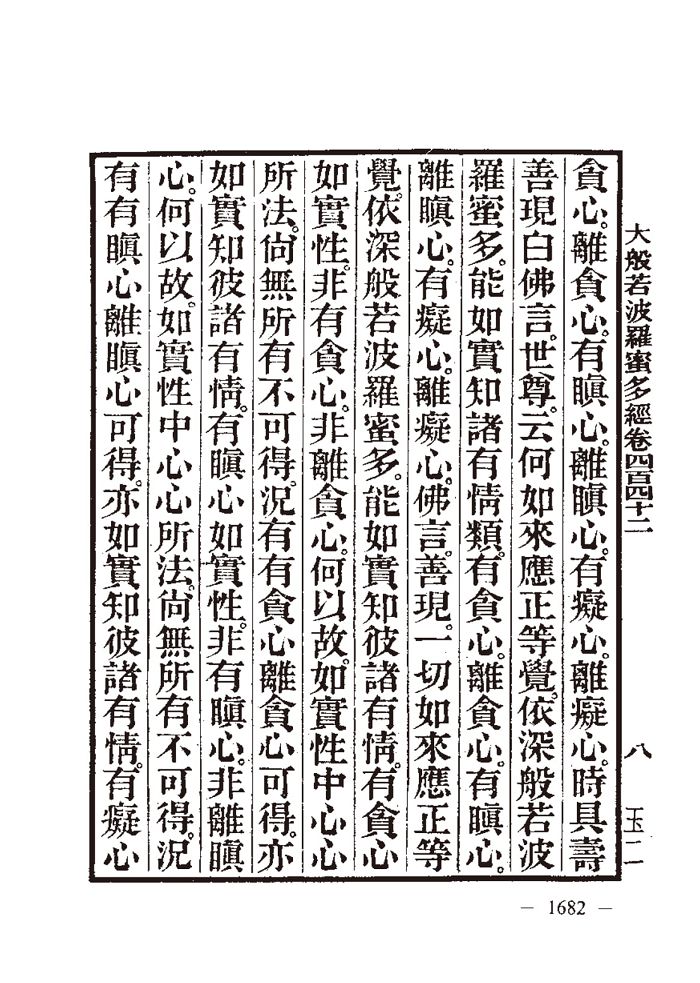 大般若波羅蜜多經卷四百四十二
八
玉二
貪心。離貪心。有瞋心。離瞋心。有癡心。離癡心。時具壽
善現白佛言。世尊。云何如來應正等覺。依深般若波
羅蜜多。能如實知諸有情類。有貪心。離貪心。有瞋心。
離瞋心。有癡心。離癡心。佛言。善現。一切如來應正等
覺。依深般若波羅蜜多。能如實知彼諸有情。有貪心
如實性。非有貪心。非離貪心。何以故。如實性中心心
所法。尙無所有不可得。況有有貪心離貪心可得。亦
如實知彼諸有情。有瞋心如實性。非有瞋心。非離瞋
心。何以故。如實性中心心所法。尙無所有不可得。況
有有瞋心離瞋心可得。亦如實知彼諸有情。有癡心
— 1682 —